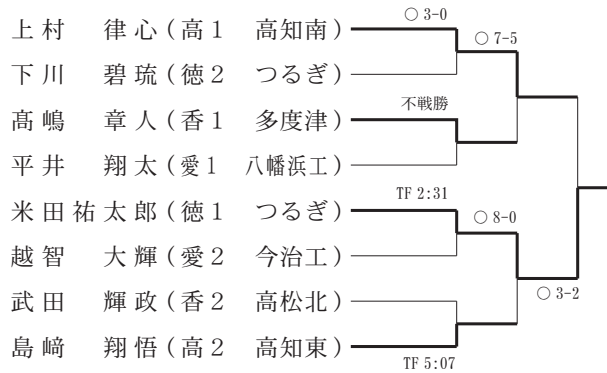 上村 律心(高1 高知南)
下川 碧琉(徳2 つるぎ)
髙嶋 章人(香1 多度津)
平井 翔太(愛1 八幡浜工)
米田祐太郎(徳1 つるぎ)
越智 大輝(愛2 今治工)
武田 輝政(香2 高松北)
島﨑 翔悟(高2 高知東)
○ 3-0
○ 7-5
不戦勝
TF 2:31
○ 8-0
○ 3-2
TF 5:07